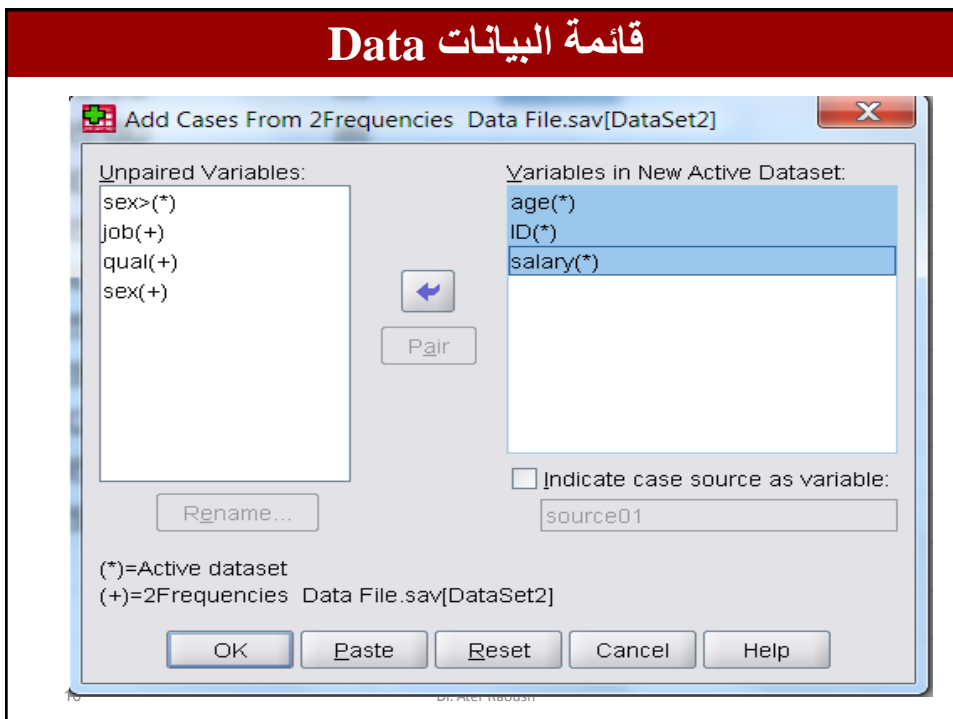 قائمة البيانات Data
Add Cases From 2Frequencies Data File.sav[DataSet2]
Unpaired Variables:
sex>(*)
job(+)
qual(+)
sex(+)
Pair
Rename...
Variables in New Active Dataset:
age(*)
ID(*)
salary(*)
Indicate case source as variable:
source01
(*)=Active dataset
(+)=2Frequencies Data File.sav[DataSet2]
OK
Paste
Reset
Cancel
Help